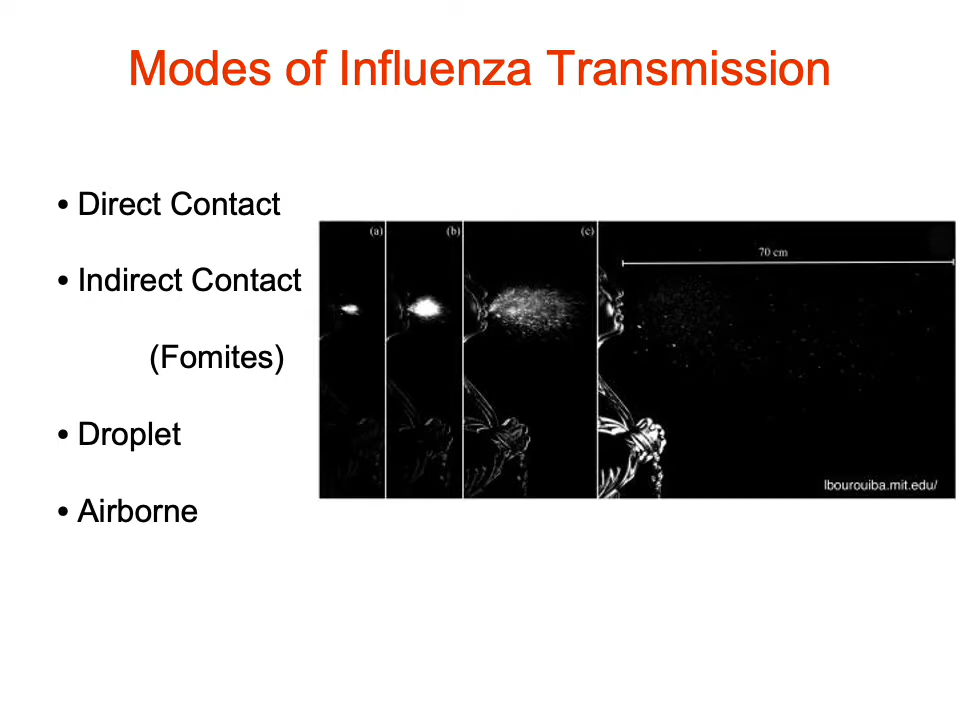 Modes of Influenza Transmission
• Direct Contact
• Indirect Contact
(Fomites)
• Droplet
• Airborne
(a)
(b)
(c)
70 cm
lbourouiba.mit.edu/